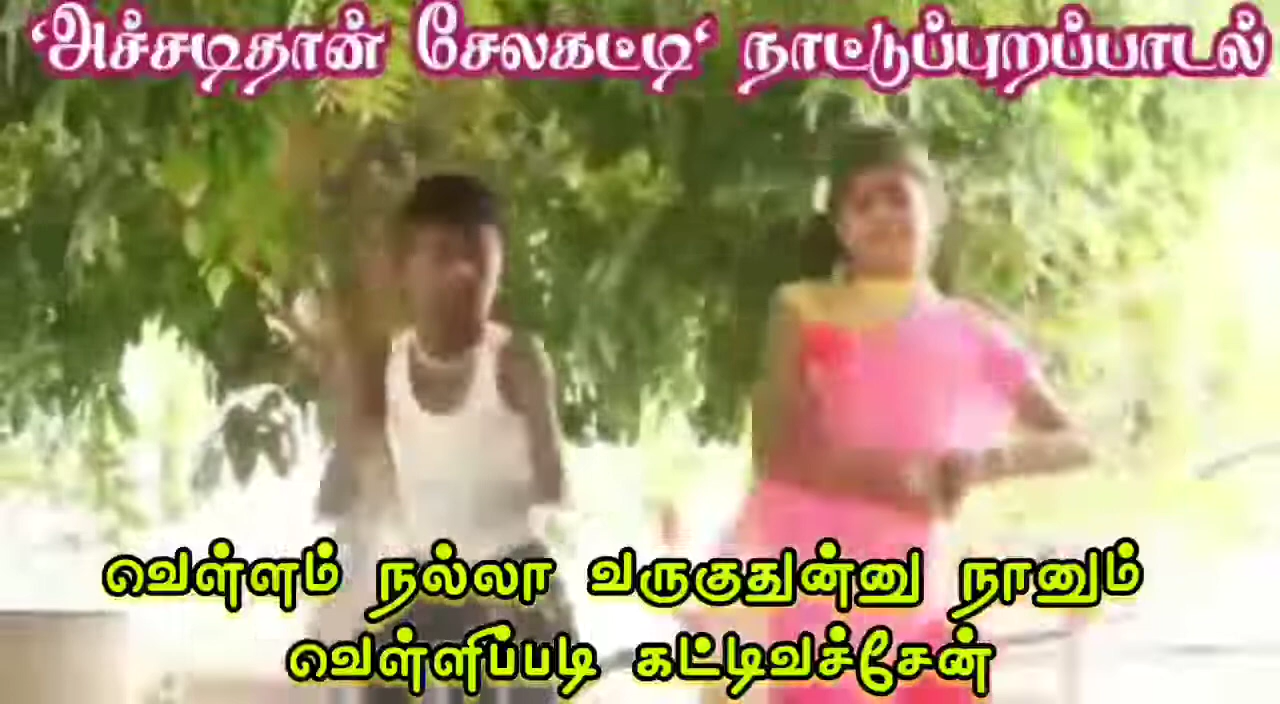 ‘அச்சடிதான் சேலகட்டி‘ நாட்டுப்புறப்பாடல்
வெள்ளம் நல்லா வருகுதுன்னு நானும்
வெள்ளிப்படி கட்டிவச்சேன்